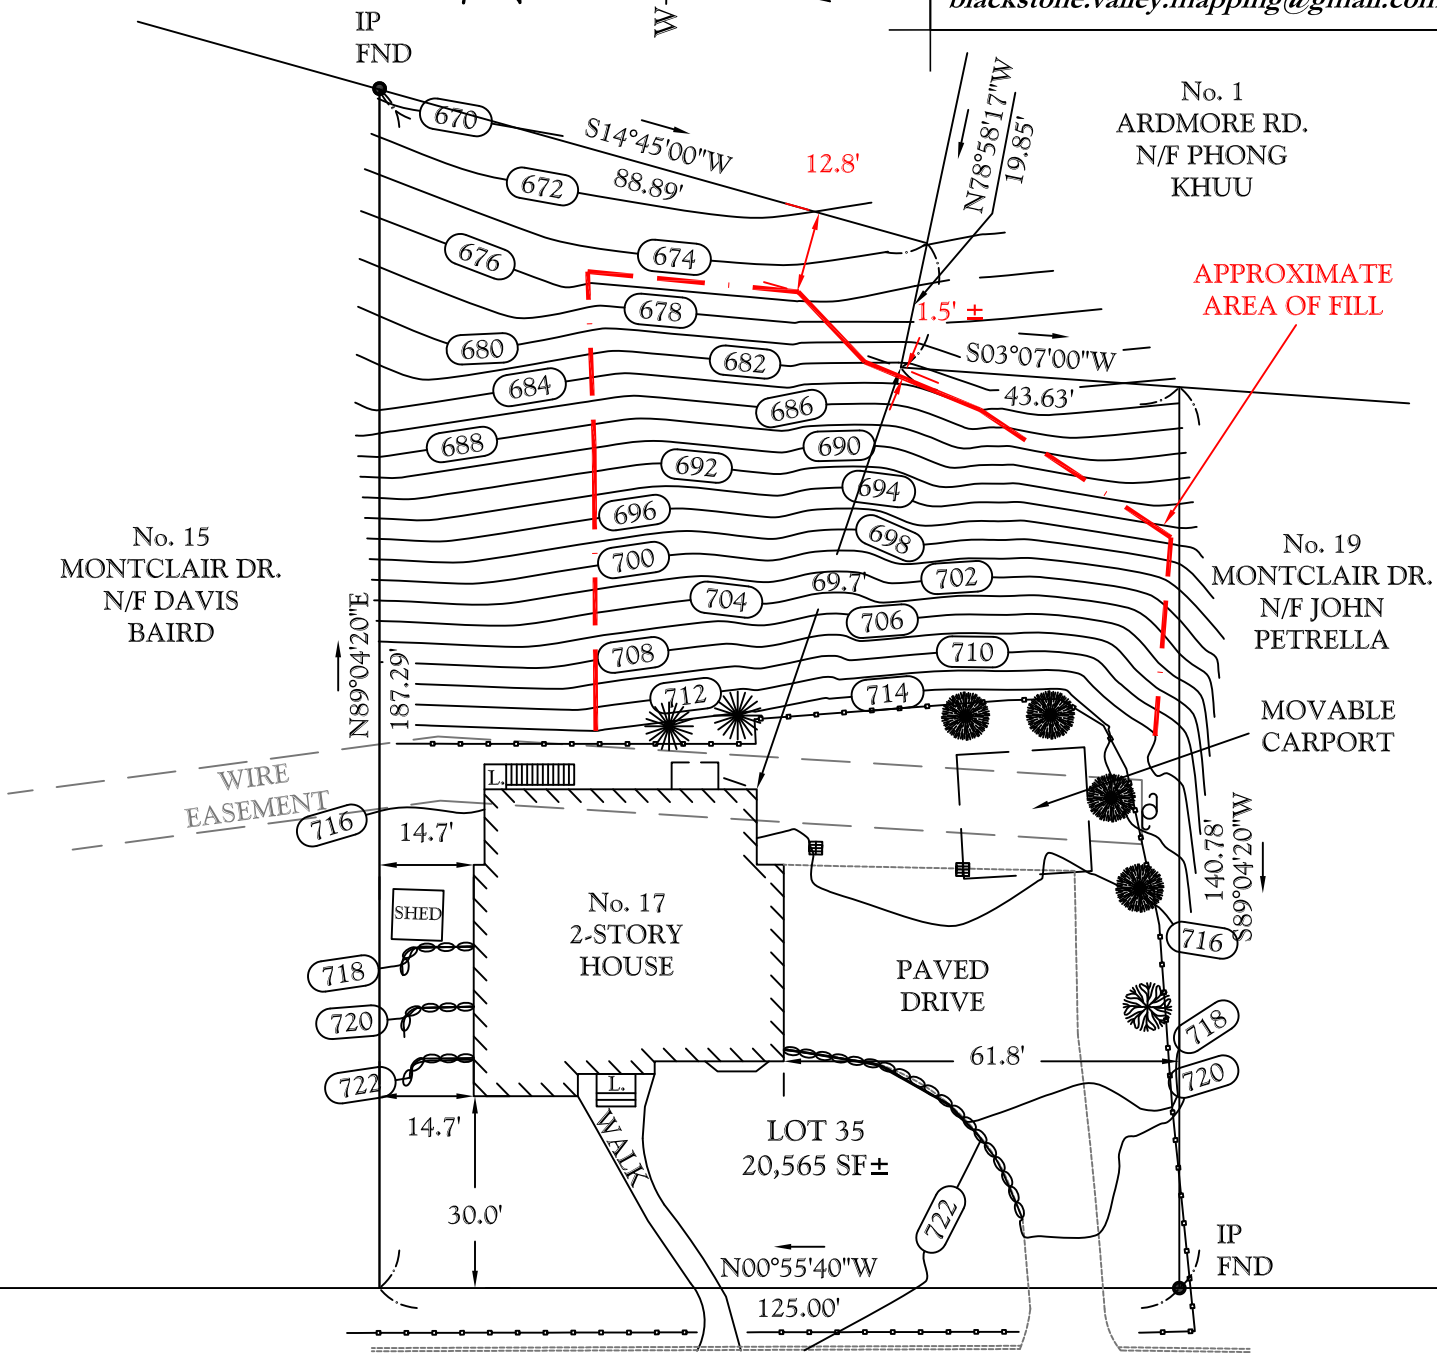 blackstone.valley.mapping@gmail.com
IP
FND
W-
No. 1
ARDMORE RD.
N/F PHONG
KHUU
670
S14°45'00"W
88.89'
12.8'
N78°58'17"W
19.85'
672
674
676
678
680
682
684
686
688
690
692
694
696
698
700
702
704
706
708
710
712
714
APPROXIMATE
AREA OF FILL
1.5' ±
S03°07'00"W
43.63'
No. 15
MONTCLAIR DR.
N/F DAVIS
BAIRD
N89°04'20"E
187.29'
69.7'
No. 19
MONTCLAIR DR.
N/F JOHN
PETRELLA
MOVABLE
CARPORT
WIRE
EASEMENT
L.
716
14.7'
SHED
718
720
722
14.7'
30.0'
No. 17
2-STORY
HOUSE
PAVED
DRIVE
61.8'
140.78'
S89°04'20"W
716
718
720
L.
WALK
LOT 35
20,565 SF±
722
N00°55'40"W
125.00'
IP
FND